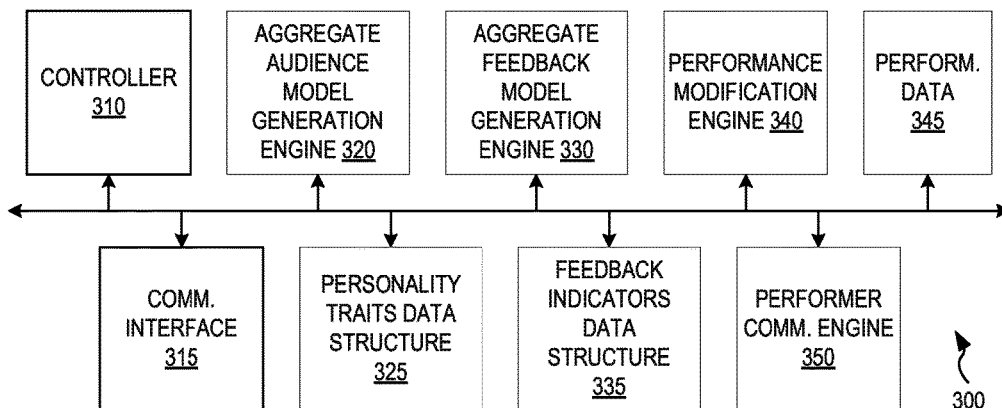 CONTROLLER
310
AGGREGATE
AUDIENCE
MODEL
GENERATION
ENGINE 320
AGGREGATE
FEEDBACK
MODEL
GENERATION
ENGINE 330
PERFORMANCE
MODIFICATION
ENGINE 340
PERFORM.
DATA
345
COMM.
INTERFACE
315
PERSONALITY
TRAITS DATA
STRUCTURE
325
FEEDBACK
INDICATORS
DATA
STRUCTURE
335
PERFORMER
COMM. ENGINE
350
300